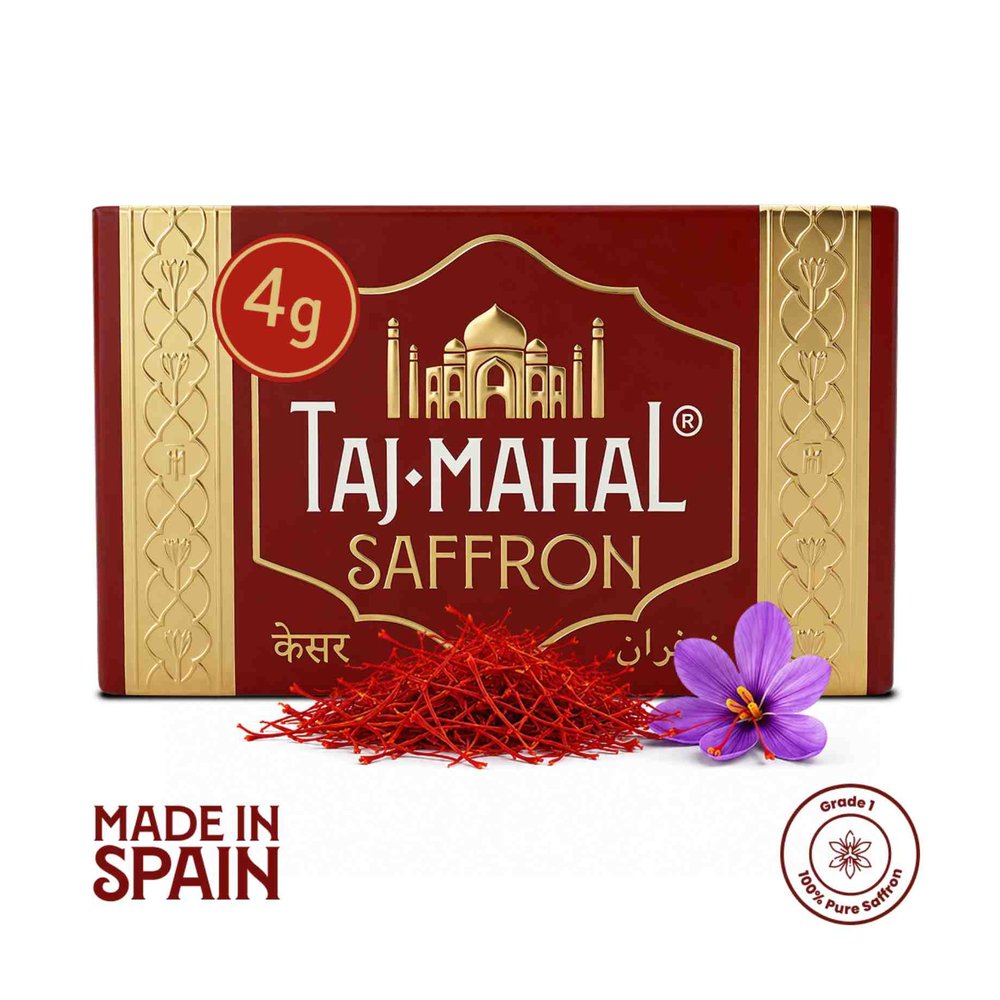 4g
TAJ·MAHAL®
SAFFRON
केसर
MADE IN
SPAIN
Grade 1
100% Pure Saffron